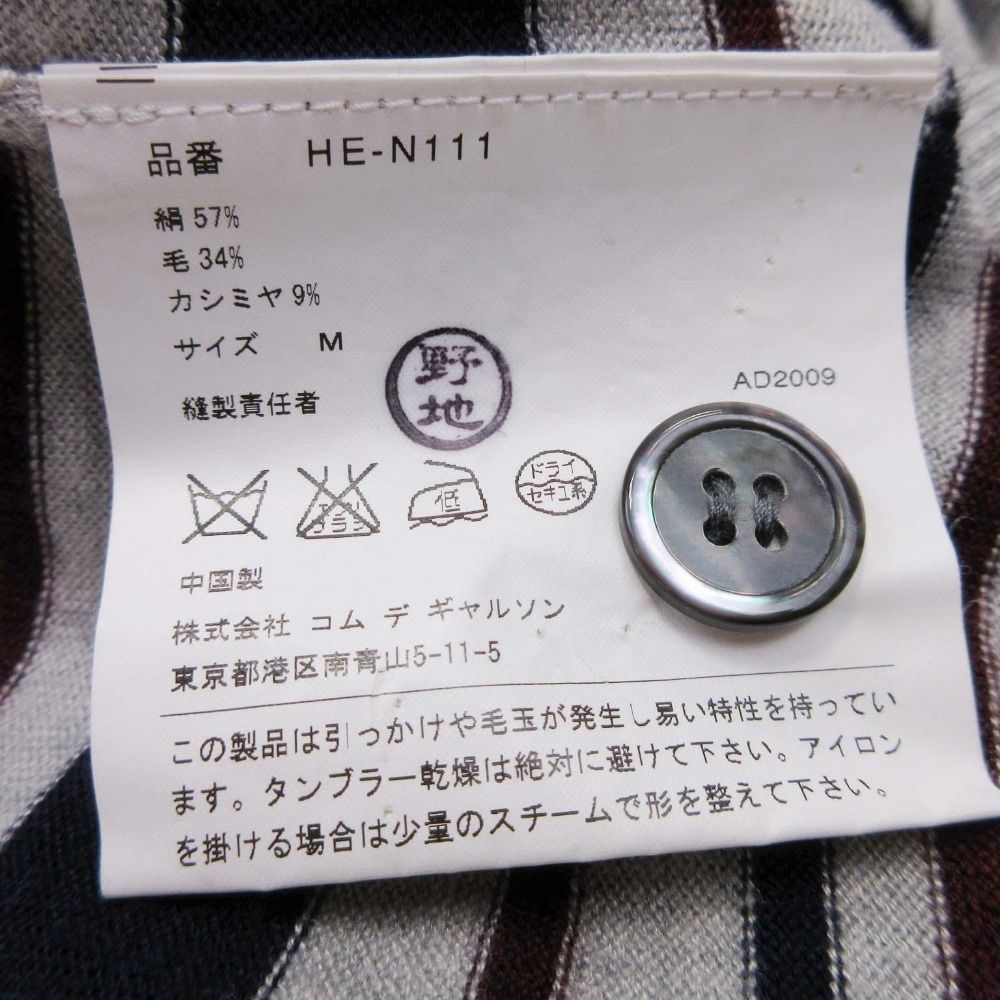 品番 HE-N111
絹 57%
毛 34%
カシミヤ 9%
サイズ M
野地
縫製責任者
AD2009
エンソ
サラシ
低
ドライ
セキユ系
中国製
株式会社 コム デ ギャルソン
東京都港区南青山5-11-5
この製品は引っかけや毛玉が発生し易い特性を持ってい
ます。タンブラー乾燥は絶対に避けて下さい。アイロン
を掛ける場合は少量のスチームで形を整えて下さい。